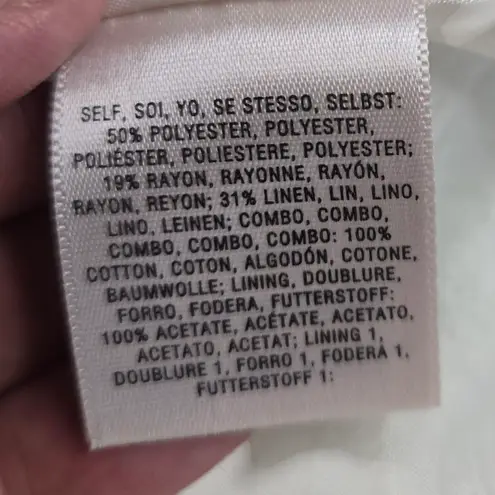 SELF, SOI, YO, SE STESSO, SELBST:
50% POLYESTER, POLYESTER,
POLIÉSTER, POLIESTERE, POLYESTER;
19% RAYON, RAYONNE, RAYÓN,
RAYON, REYON; 31% LINEN, LIN, LINO,
LINO, LEINEN; COMBO, COMBO,
COMBO, COMBO, COMBO: 100%
COTTON, COTON, ALGODÓN, COTONE,
BAUMWOLLE; LINING, DOUBLURE,
FORRO, FODERA, FUTTERSTOFF:
100% ACETATE, ACÉTATE, ACETATO,
ACETATO, ACETAT; LINING 1,
DOUBLURE 1, FORRO 1, FODERA 1,
FUTTERSTOFF 1: